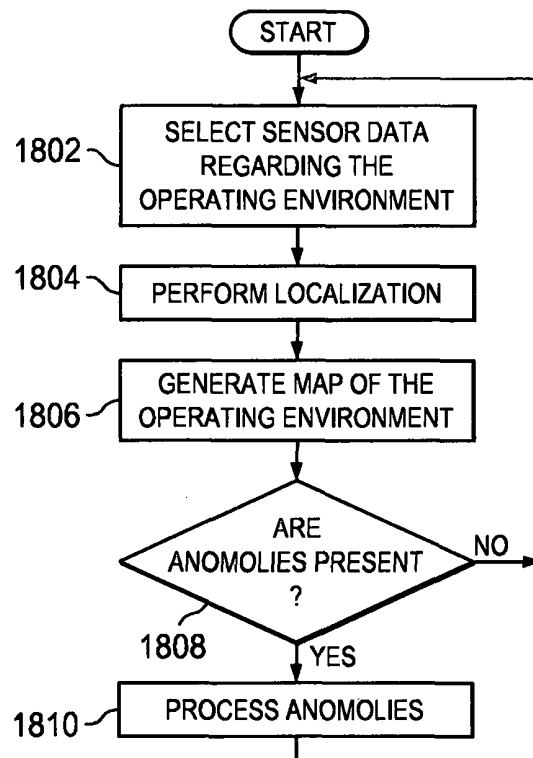 START
1802
SELECT SENSOR DATA
REGARDING THE
OPERATING ENVIRONMENT
1804
PERFORM LOCALIZATION
1806
GENERATE MAP OF THE
OPERATING ENVIRONMENT
ARE
ANOMOLIES PRESENT
?
NO
1808
YES
1810
PROCESS ANOMOLIES